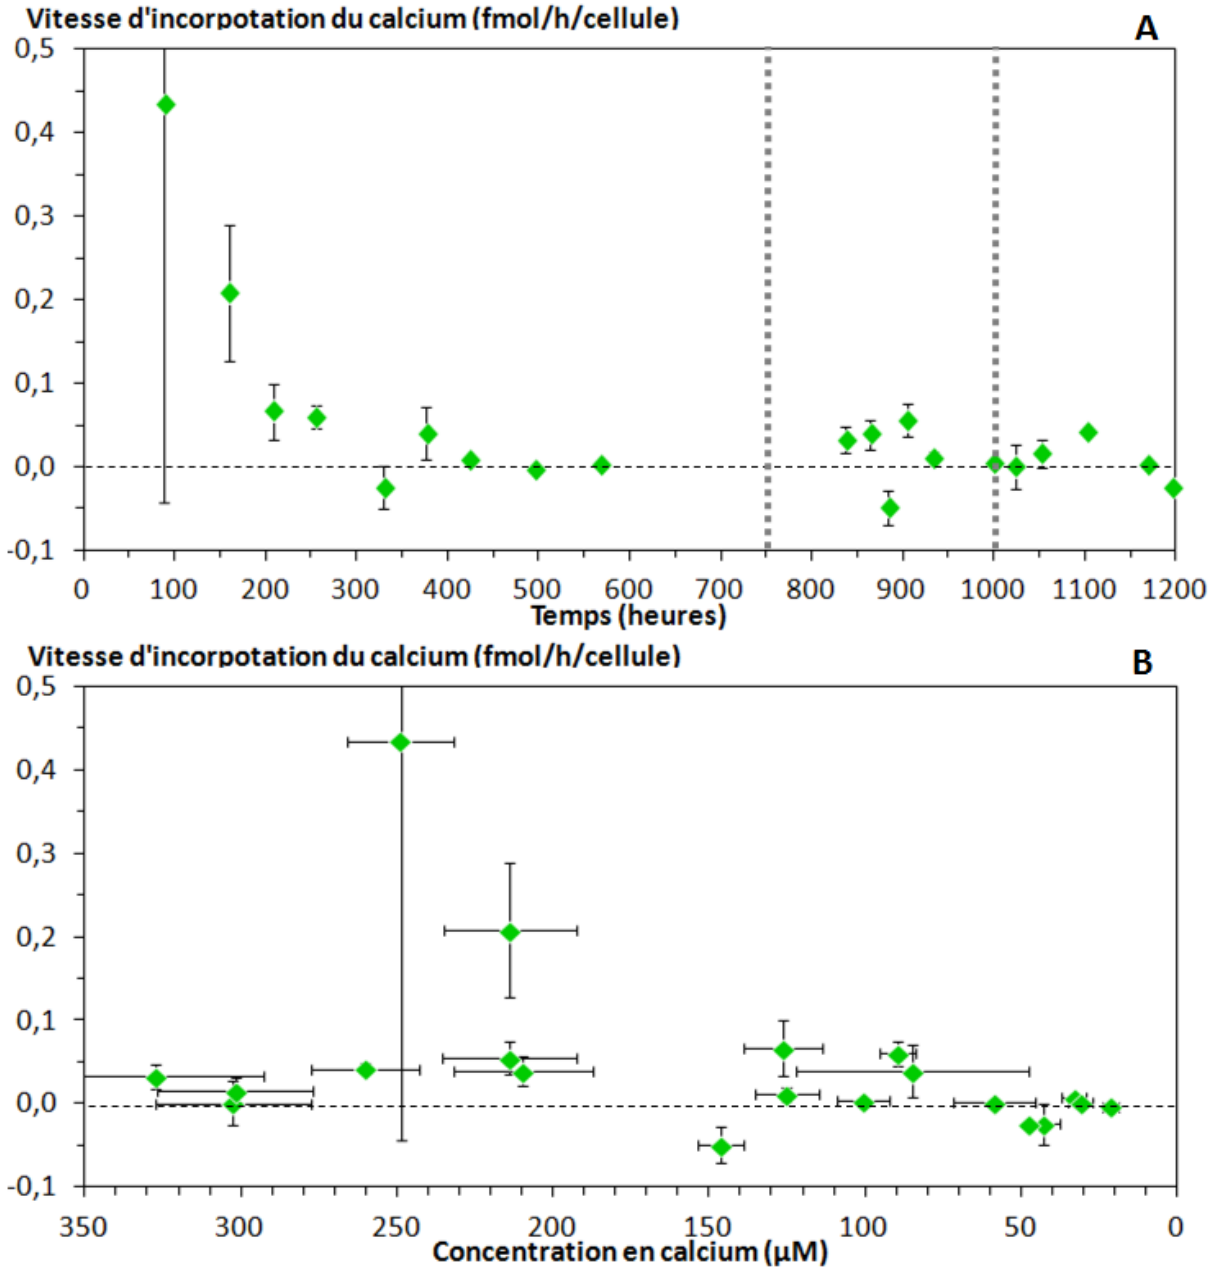 Vitesse d'incorpotation du calcium (fmol/h/cellule)
A
0,5
0,4
0,3
0,2
0,1
0,0
-0,1
0 100 200 300 400 500 600 700 800 900 1000 1100 1200
Temps (heures)
Vitesse d'incorpotation du calcium (fmol/h/cellule)
B
0,5
0,4
0,3
0,2
0,1
0,0
-0,1
350 300 250 200 150 100 50 0
Concentration en calcium (µM)